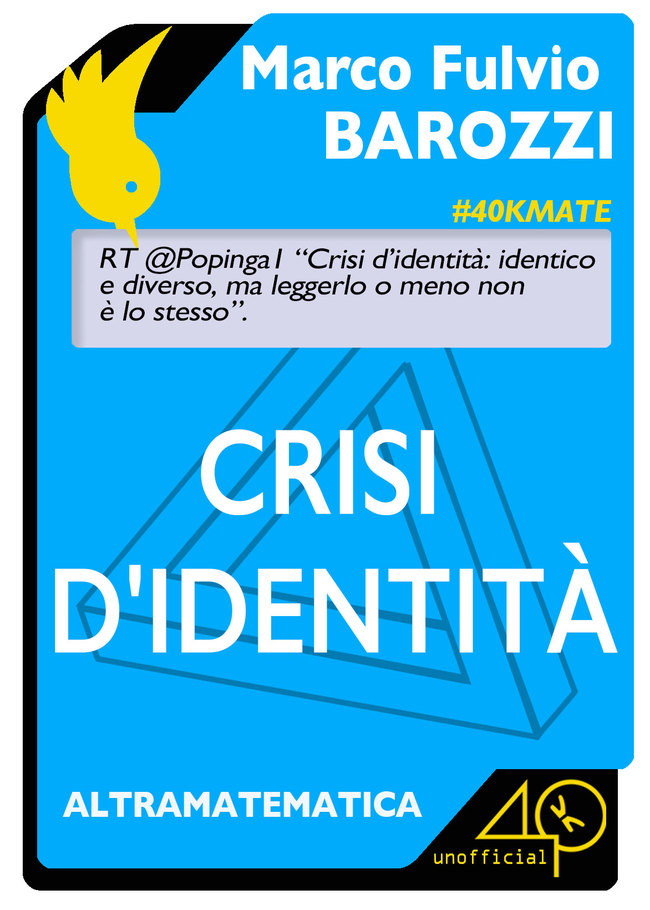 Marco Fulvio
BAROZZI
#40KMATE
RT @Popinga1 “Crisi d’identità: identico
e diverso, ma leggerlo o meno non
è lo stesso”.
CRISI
D'IDENTITÀ
ALTRAMATEMATICA
40K
unofficial